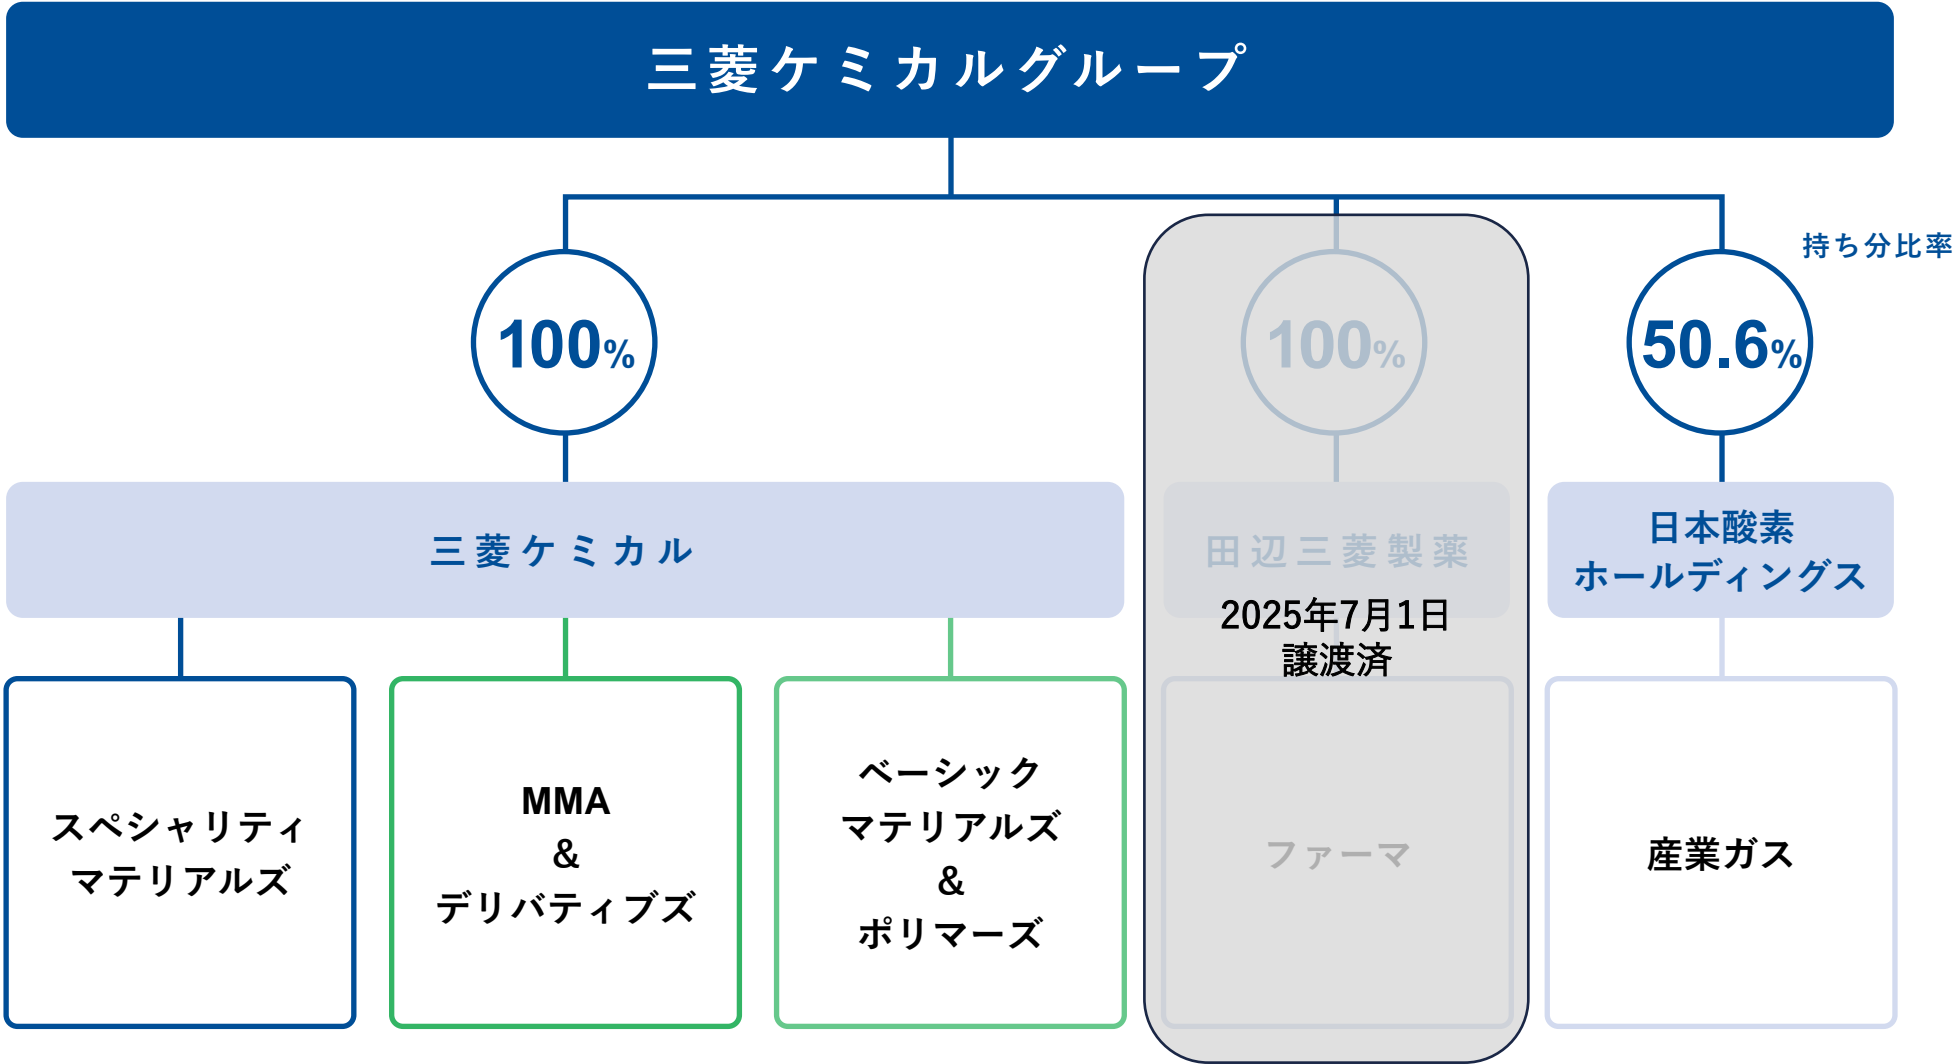 三菱ケミカルグループ
持ち分比率
100%
100%
50.6%
三菱ケミカル
田辺三菱製薬
日本酸素
ホールディングス
2025年7月1日
譲渡済
スペシャリティ
マテリアルズ
MMA
&
デリバティブズ
ベーシック
マテリアルズ
&
ポリマーズ
ファーマ
産業ガス